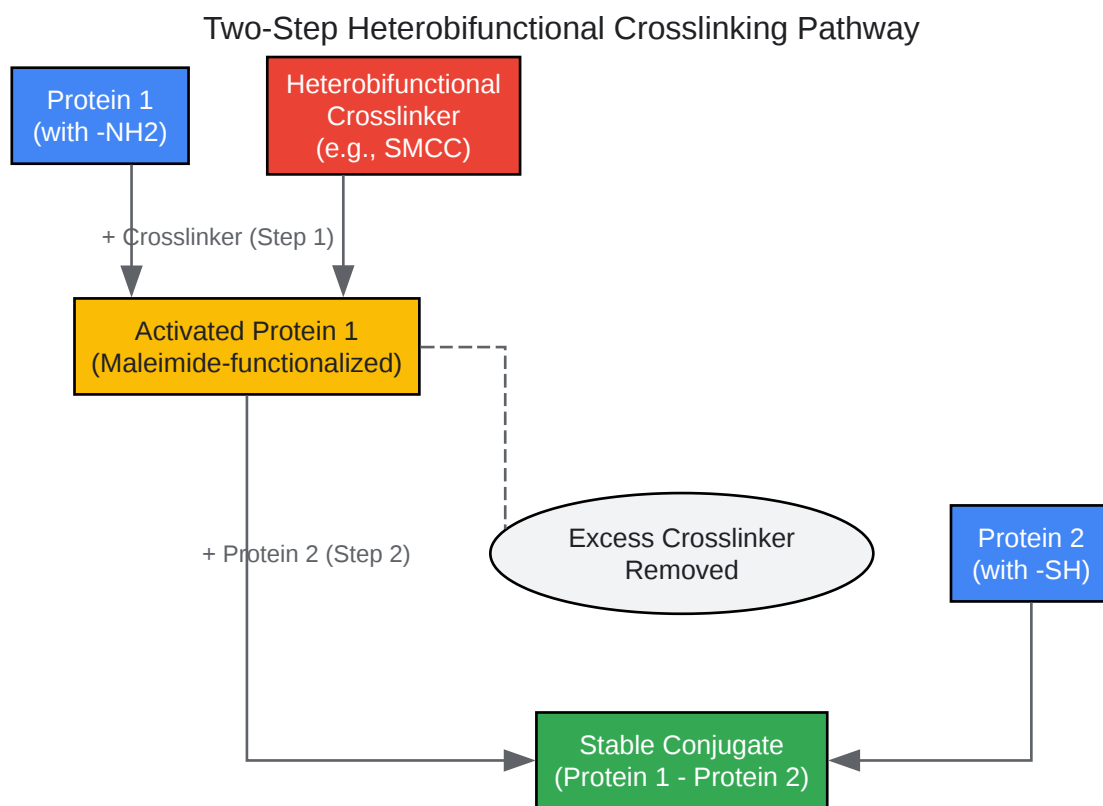 Two-Step Heterobifunctional Crosslinking Pathway
Protein 1
(with -NH2)
Heterobifunctional
Crosslinker
(e.g., SMCC)
+ Crosslinker (Step 1)
Activated Protein 1
(Maleimide-functionalized)
+ Protein 2 (Step 2)
Excess Crosslinker
Removed
Protein 2
(with -SH)
Stable Conjugate
(Protein 1 - Protein 2)